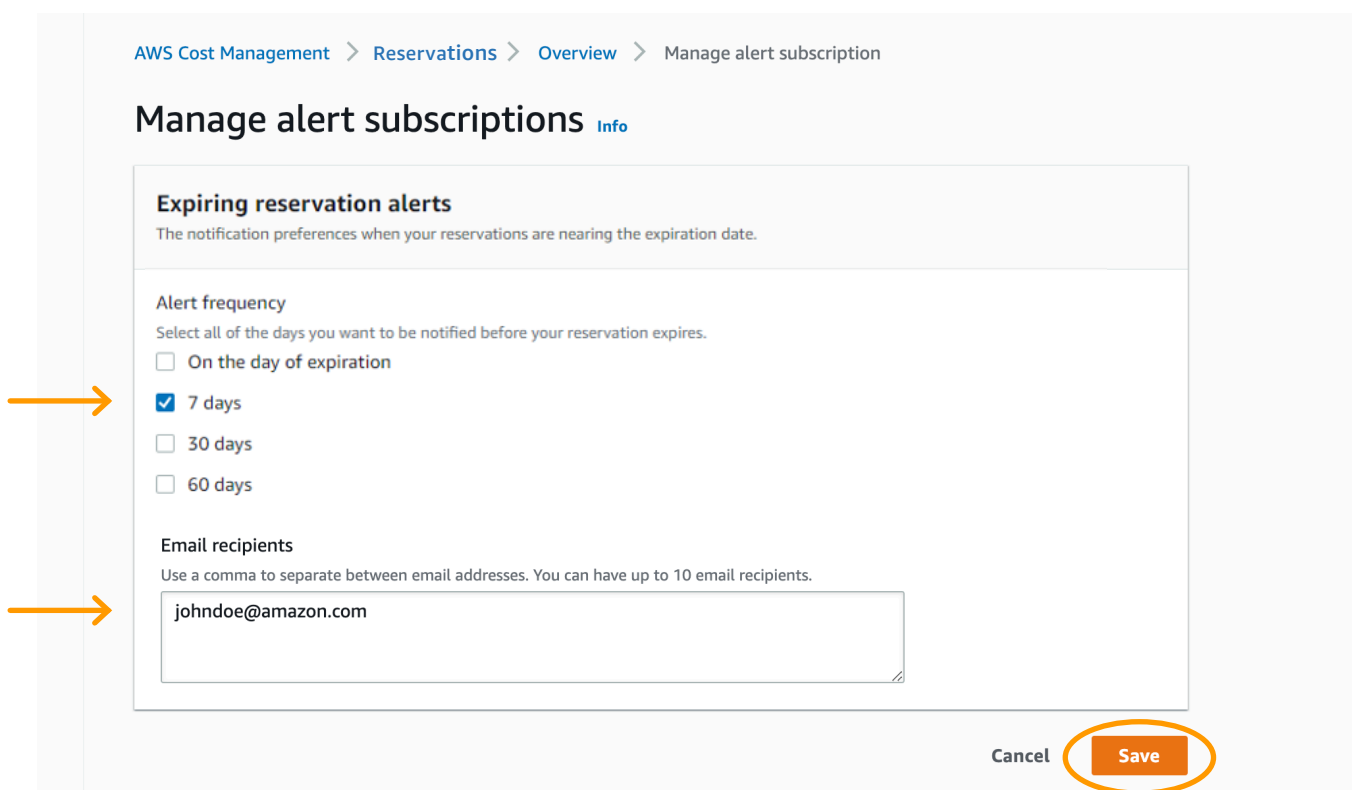 AWS Cost Management > Reservations > Overview > Manage alert subscription
Manage alert subscriptions Info
Expiring reservation alerts
The notification preferences when your reservations are nearing the expiration date.
Alert frequency
Select all of the days you want to be notified before your reservation expires.
On the day of expiration
7 days
30 days
60 days
Email recipients
Use a comma to separate between email addresses. You can have up to 10 email recipients.
johndoe@amazon.com
Cancel Save